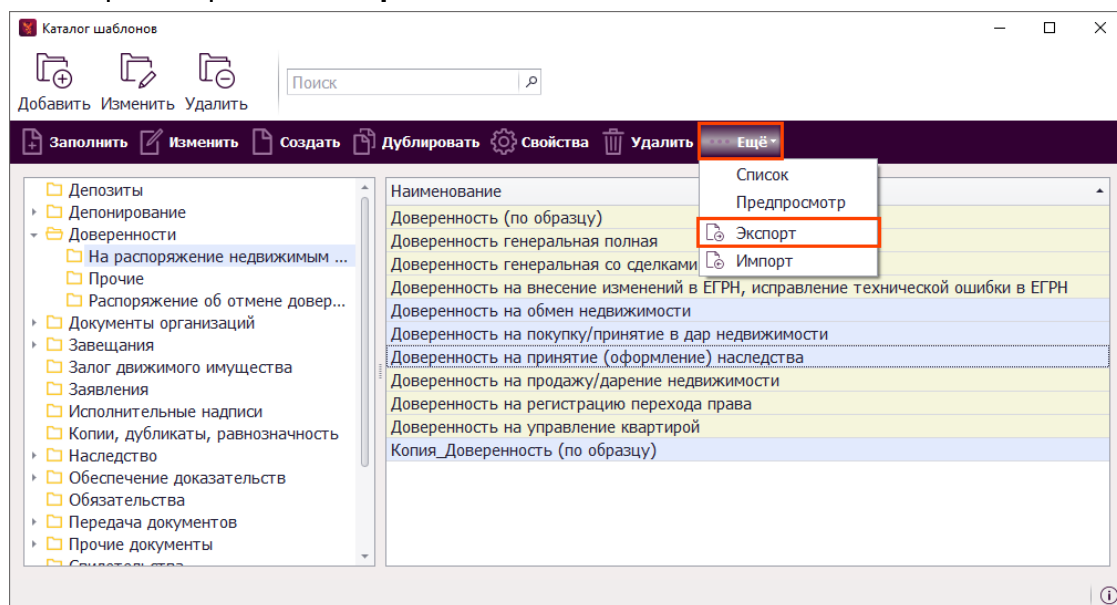 Каталог шаблонов
Добавить Изменить Удалить
Поиск
Заполнить Изменить Создать Дублировать Свойства Удалить Ещё
Список
Предпросмотр
Экспорт
Импорт
Депозиты
Депонирование
Доверенности
На распоряжение недвижимым ...
Прочие
Распоряжение об отмене довер...
Документы организаций
Завещания
Залог движимого имущества
Заявления
Исполнительные надписи
Копии, дубликаты, равнозначность
Наследство
Обеспечение доказательств
Обязательства
Передача документов
Прочие документы
Наименование
Доверенность (по образцу)
Доверенность генеральная полная
Доверенность генеральная со сделками
Доверенность на внесение изменений в ЕГРН, исправление технической ошибки в ЕГРН
Доверенность на обмен недвижимости
Доверенность на покупку/принятие в дар недвижимости
Доверенность на принятие (оформление) наследства
Доверенность на продажу/дарение недвижимости
Доверенность на регистрацию перехода права
Доверенность на управление квартирой
Копия_Доверенность (по образцу)